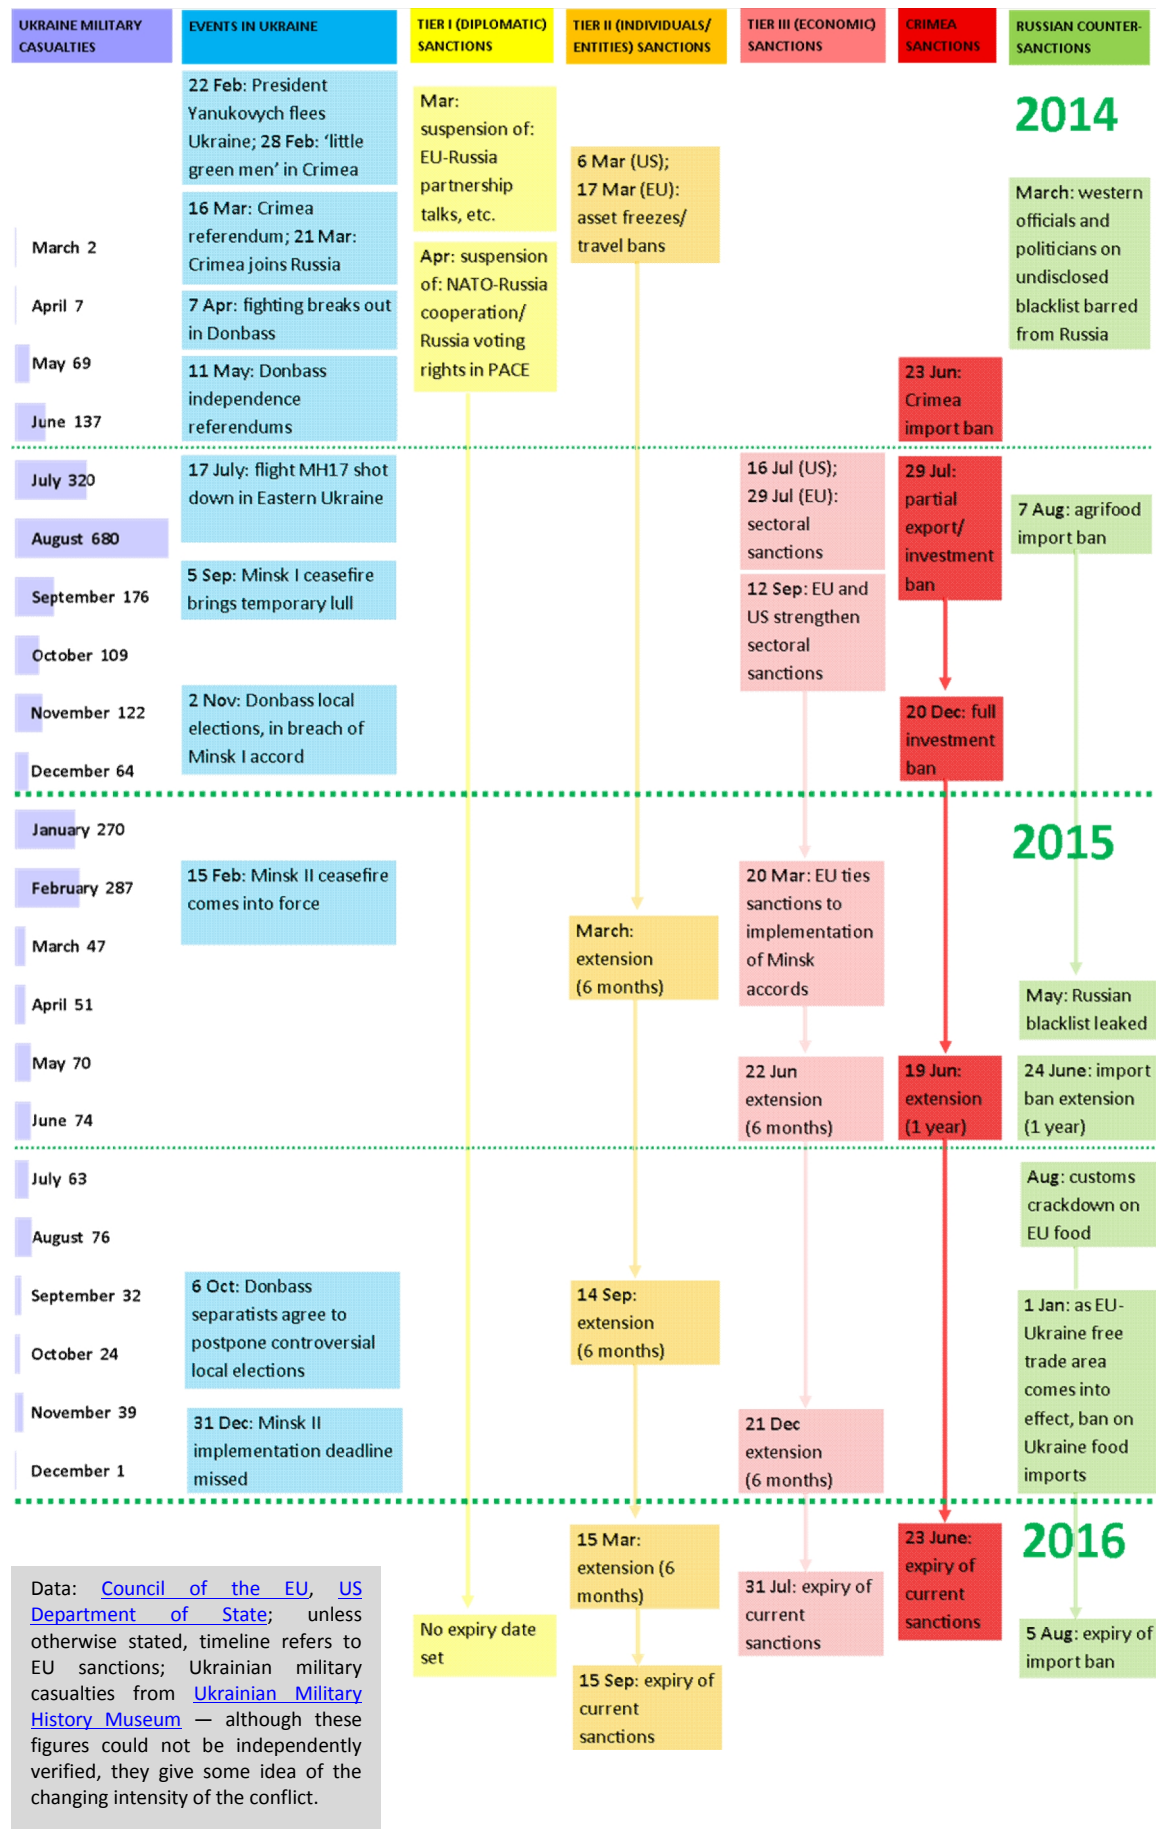 UKRAINE MILITARY
CASUALTIES
EVENTS IN UKRAINE
TIER I (DIPLOMATIC)
SANCTIONS
TIER II (INDIVIDUALS/
ENTITIES) SANCTIONS
TIER III (ECONOMIC)
SANCTIONS
CRIMEA
SANCTIONS
RUSSIAN COUNTER-
SANCTIONS
March 2
April 7
May 69
June 137
July 320
August 680
September 176
October 109
November 122
December 64
January 270
February 287
March 47
April 51
May 70
June 74
July 63
August 76
September 32
October 24
November 39
December 1
22 Feb: President
Yanukovych flees
Ukraine; 28 Feb: ‘little
green men’ in Crimea
16 Mar: Crimea
referendum; 21 Mar:
Crimea joins Russia
7 Apr: fighting breaks out
in Donbass
11 May: Donbass
independence
referendums
17 July: flight MH17 shot
down in Eastern Ukraine
5 Sep: Minsk I ceasefire
brings temporary lull
2 Nov: Donbass local
elections, in breach of
Minsk I accord
15 Feb: Minsk II ceasefire
comes into force
6 Oct: Donbass
separatists agree to
postpone controversial
local elections
31 Dec: Minsk II
implementation deadline
missed
Mar:
suspension of:
EU-Russia
partnership
talks, etc.
Apr: suspension
of: NATO-Russia
cooperation/
Russia voting
rights in PACE
No expiry date
set
6 Mar (US);
17 Mar (EU):
asset freezes/
travel bans
March:
extension
(6 months)
14 Sep:
extension
(6 months)
15 Mar:
extension (6
months)
15 Sep: expiry of
current
sanctions
16 Jul (US);
29 Jul (EU):
sectoral
sanctions
12 Sep: EU and
US strengthen
sectoral
sanctions
20 Mar: EU ties
sanctions to
implementation
of Minsk
accords
22 Jun
extension
(6 months)
21 Dec
extension
(6 months)
31 Jul: expiry of
current
sanctions
23 Jun:
Crimea
import ban
29 Jul:
partial
export/
investment
ban
20 Dec: full
investment
ban
19 Jun:
extension
(1 year)
23 June:
expiry of
current
sanctions
2014
March: western
officials and
politicians on
undisclosed
blacklist barred
from Russia
7 Aug: agrifood
import ban
2015
May: Russian
blacklist leaked
24 June: import
ban extension
(1 year)
Aug: customs
crackdown on
EU food
1 Jan: as EU-
Ukraine free
trade area
comes into
effect, ban on
Ukraine food
imports
2016
5 Aug: expiry of
import ban
Data: Council of the EU, US
Department of State; unless
otherwise stated, timeline refers to
EU sanctions; Ukrainian military
casualties from Ukrainian Military
History Museum — although these
figures could not be independently
verified, they give some idea of the
changing intensity of the conflict.